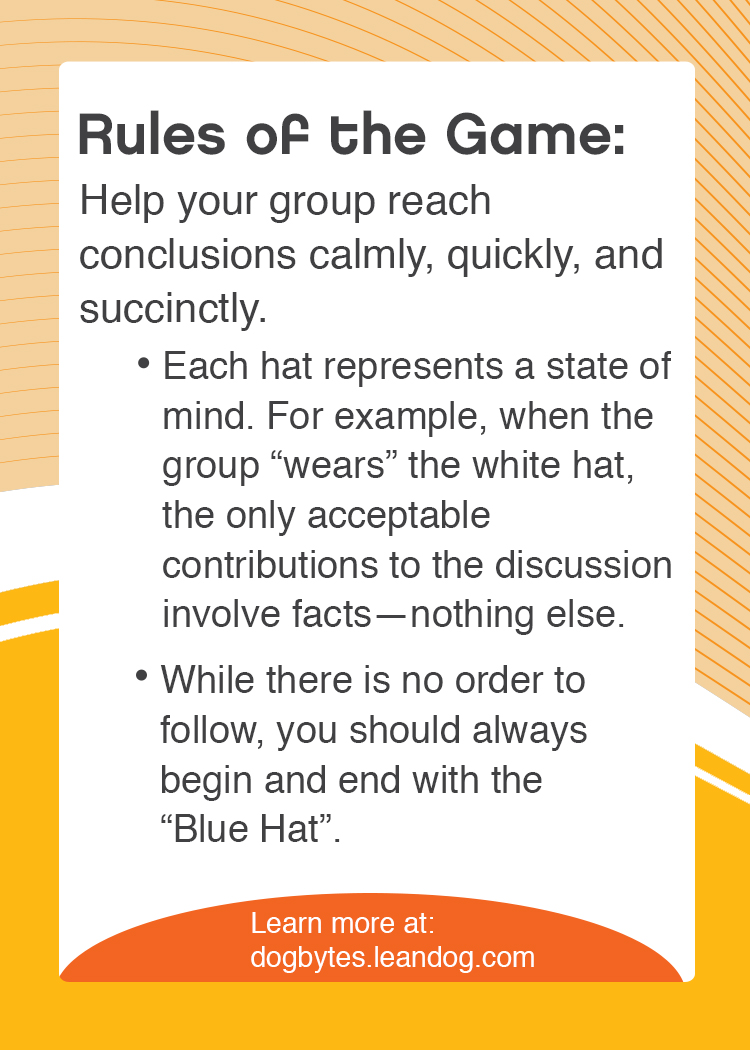 Rules of the Game:
Help your group reach
conclusions calmly, quickly, and
succinctly.
• Each hat represents a state of
mind. For example, when the
group “wears” the white hat,
the only acceptable
contributions to the discussion
involve facts—nothing else.
• While there is no order to
follow, you should always
begin and end with the
“Blue Hat”.
Learn more at:
dogbytes.leandog.com